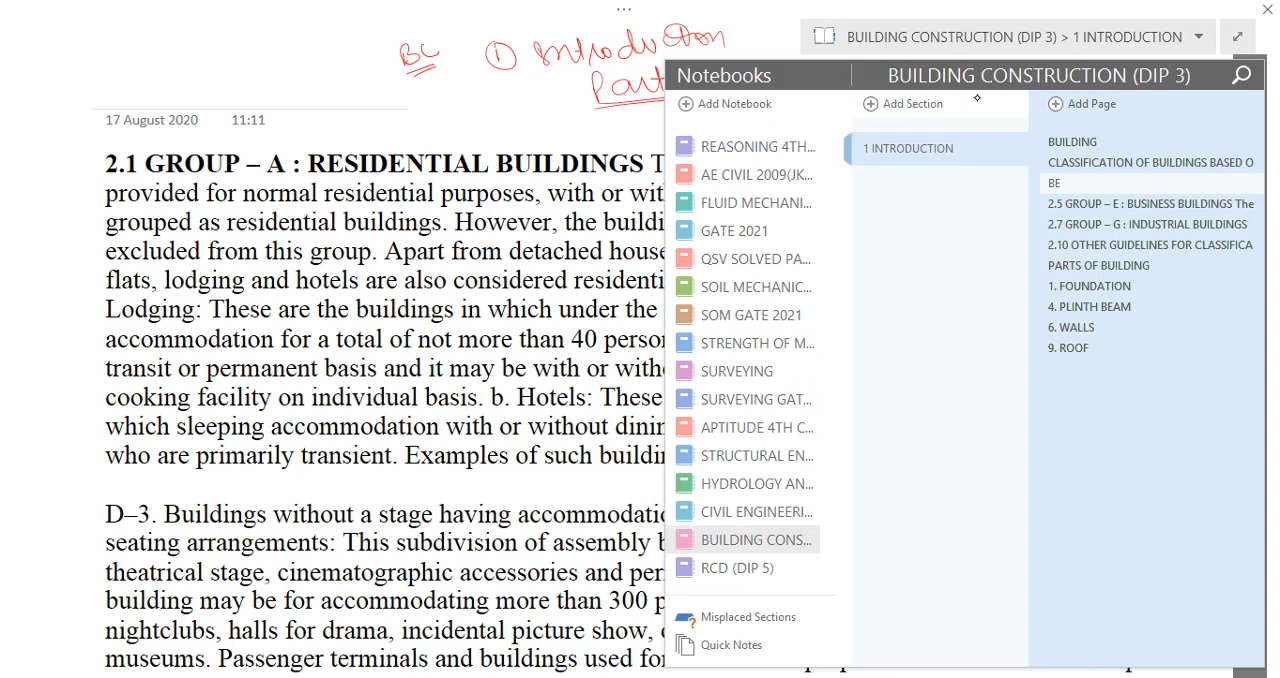 BC ① Introduction
Part
BUILDING CONSTRUCTION (DIP 3) > 1 INTRODUCTION
17 August 2020 11:11
2.1 GROUP – A : RESIDENTIAL BUILDINGS T
provided for normal residential purposes, with or wit
grouped as residential buildings. However, the buildi
excluded from this group. Apart from detached house
flats, lodging and hotels are also considered residenti
Lodging: These are the buildings in which under the
accommodation for a total of not more than 40 person
transit or permanent basis and it may be with or witho
cooking facility on individual basis. b. Hotels: These
which sleeping accommodation with or without dinin
who are primarily transient. Examples of such buildin
D–3. Buildings without a stage having accommodatio
seating arrangements: This subdivision of assembly b
theatrical stage, cinematographic accessories and per
building may be for accommodating more than 300 p
nightclubs, halls for drama, incidental picture show,
museums. Passenger terminals and buildings used for
Notebooks
Add Notebook
REASONING 4TH...
AE CIVIL 2009(JK...
FLUID MECHANI...
GATE 2021
QSV SOLVED PA...
SOIL MECHANIC...
SOM GATE 2021
STRENGTH OF M...
SURVEYING
SURVEYING GAT...
APTITUDE 4TH C...
STRUCTURAL EN...
HYDROLOGY AN...
CIVIL ENGINEERI...
BUILDING CONS...
RCD (DIP 5)
Misplaced Sections
Quick Notes
BUILDING CONSTRUCTION (DIP 3)
Add Section
1 INTRODUCTION
Add Page
BUILDING
CLASSIFICATION OF BUILDINGS BASED O
BE
2.5 GROUP – E : BUSINESS BUILDINGS The
2.7 GROUP – G : INDUSTRIAL BUILDINGS
2.10 OTHER GUIDELINES FOR CLASSIFICA
PARTS OF BUILDING
1. FOUNDATION
4. PLINTH BEAM
6. WALLS
9. ROOF